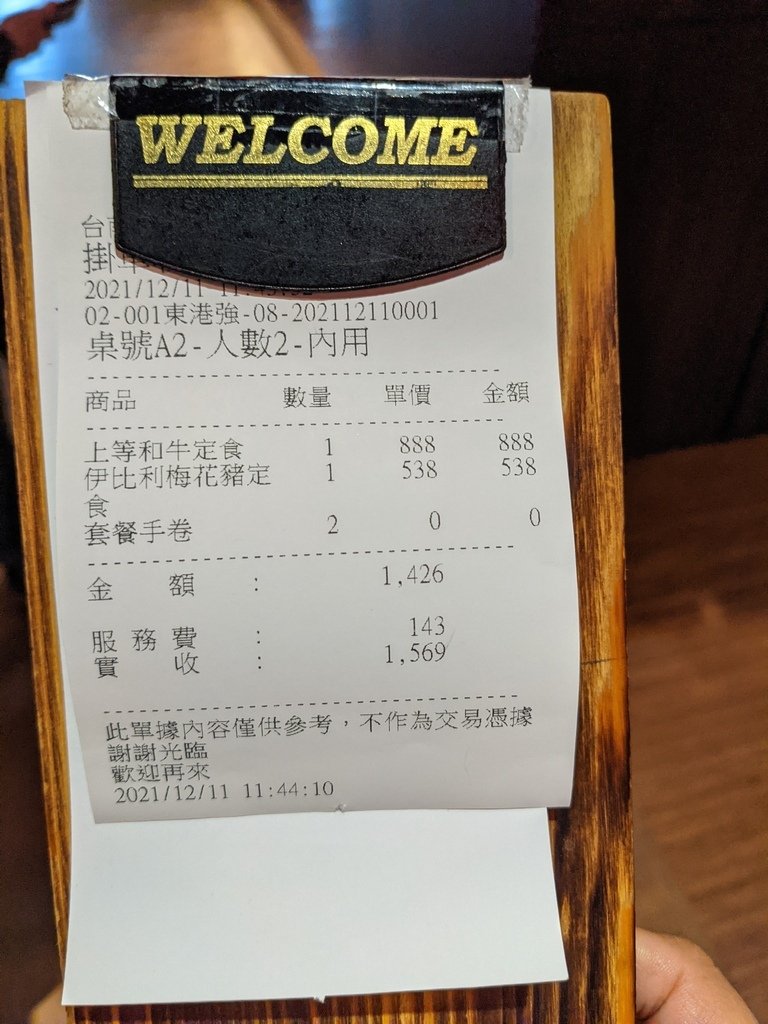 WELCOME
台
掛
2021/12/11
02-001東港強-08-202112110001
桌號A2-人數2-內用
商品 數量 單價 金額
上等和牛定食 1 888 888
伊比利梅花豬定 1 538 538
食
套餐手卷 2 0 0
金額 : 1,426
服務費 : 143
實收 : 1,569
此單據內容僅供參考，不作為交易憑據
謝謝光臨
歡迎再來
2021/12/11 11:44:10